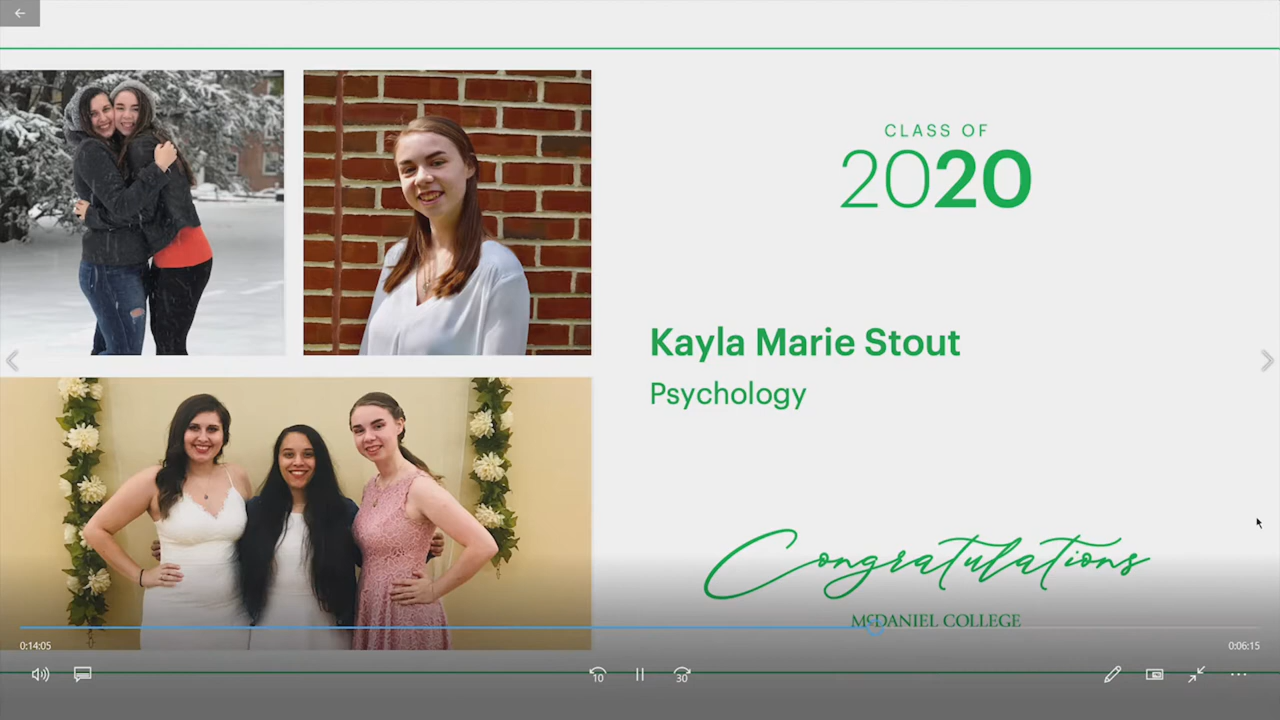 CLASS OF
2020
Kayla Marie Stout
Psychology
Congratulations
MCDANIEL COLLEGE
0:14:05
0:06:15
10
30